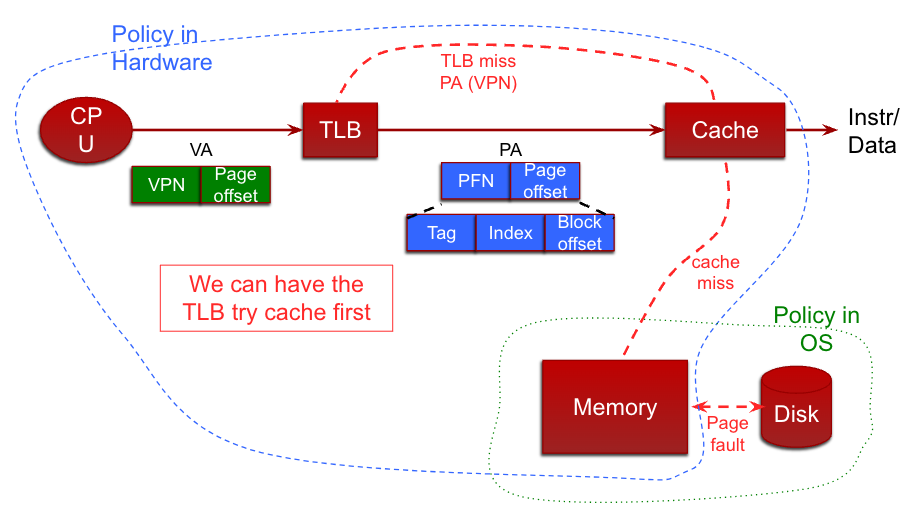 Policy in
Hardware
TLB miss
PA (VPN)
CP
U
TLB
Cache
Instr/
Data
VA
PA
VPN
Page
offset
PFN
Page
offset
Tag
Index
Block
offset
We can have the
TLB try cache first
cache
miss
Policy in
OS
Memory
Disk
Page
fault